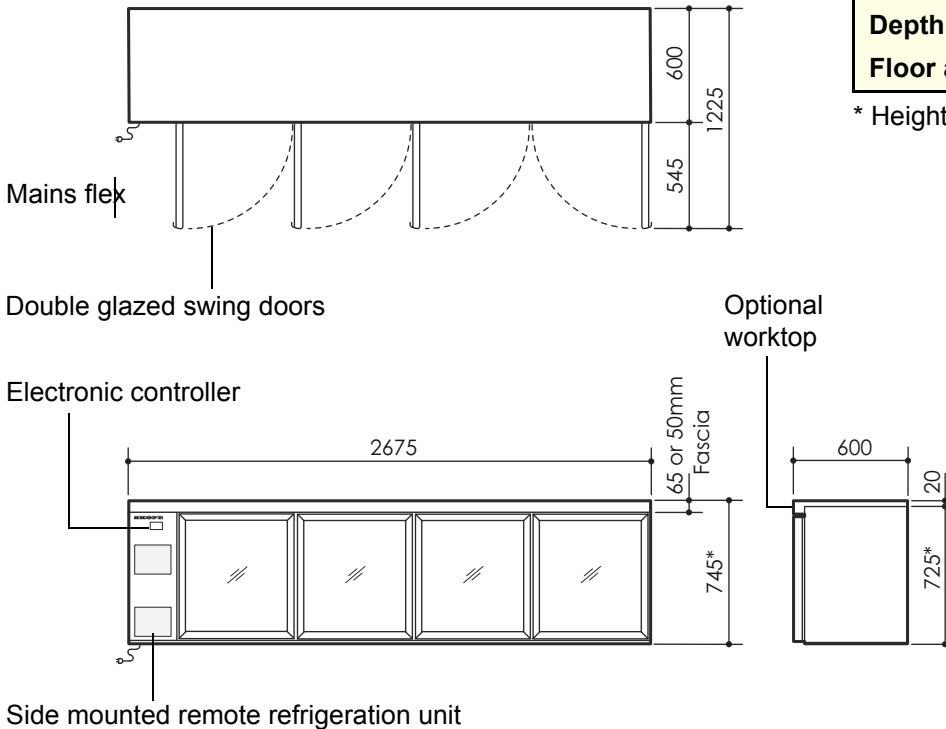 Depth
Floor a
* Height
600
1225
545
Mains flex
Double glazed swing doors
Optional
worktop
Electronic controller
65 or 50mm
Fascia
2675
600
20
745*
725*
Side mounted remote refrigeration unit